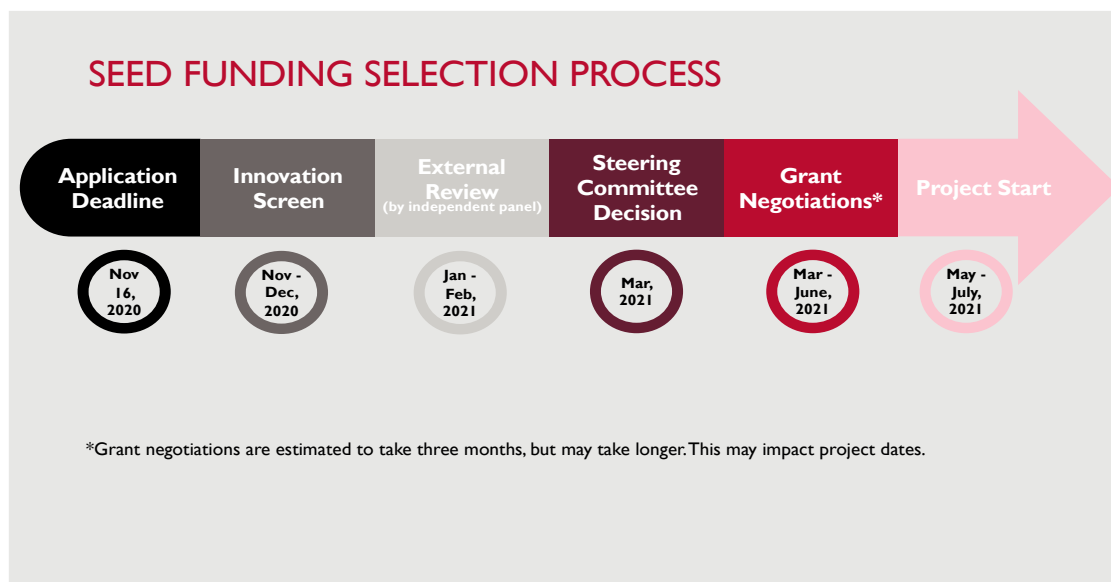 SEED FUNDING SELECTION PROCESS
Application
Deadline
Innovation
Screen
External
Review
(by independent panel)
Steering
Committee
Decision
Grant
Negotiations*
Project Start
Nov
16,
2020
Nov -
Dec,
2020
Jan -
Feb,
2021
Mar,
2021
Mar -
June,
2021
May -
July,
2021
*Grant negotiations are estimated to take three months, but may take longer. This may impact project dates.